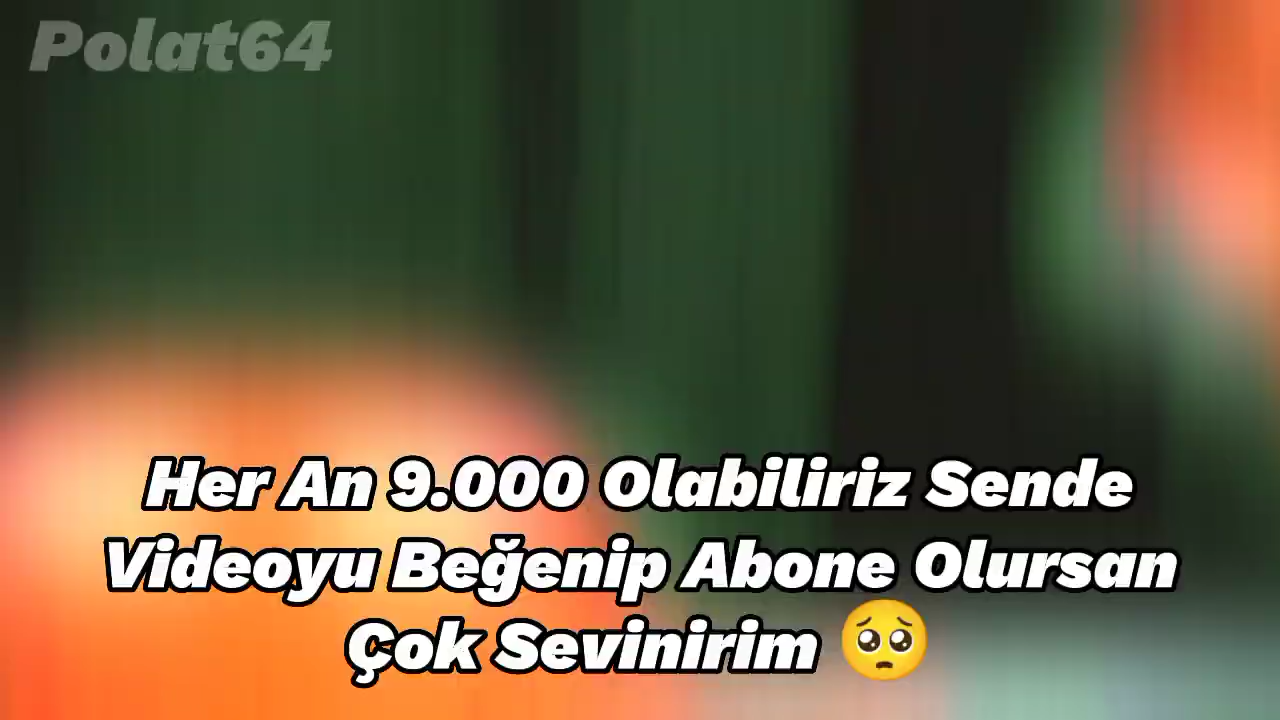 Polat64
Her An 9.000 Olabiliriz Sende
Videoyu Beğenip Abone Olursan
Çok Sevinirim 🥺